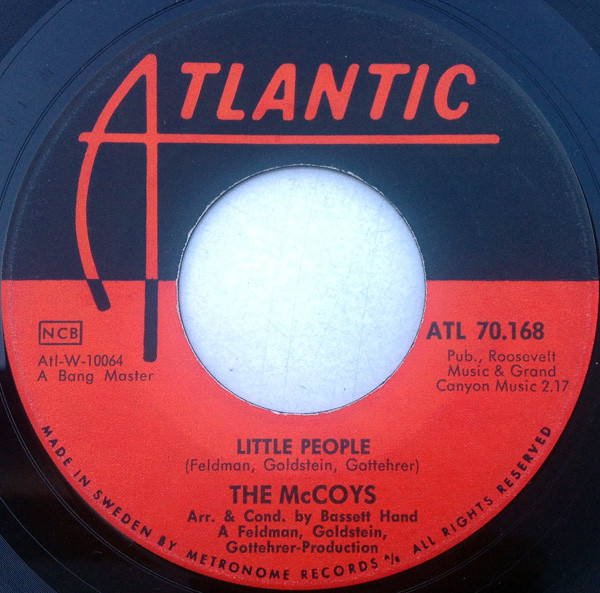 ATLANTIC
NCB
Atl-W-10064
A Bang Master
ATL 70.168
Pub., Roosevelt
Music & Grand
Canyon Music 2.17
LITTLE PEOPLE
(Feldman, Goldstein, Gottehrer)
THE McCOYS
Arr. & Cond. by Bassett Hand
A Feldman, Goldstein,
Gottehrer-Production
MADE IN SWEDEN BY METRONOME RECORDS A/S ALL RIGHTS RESERVED